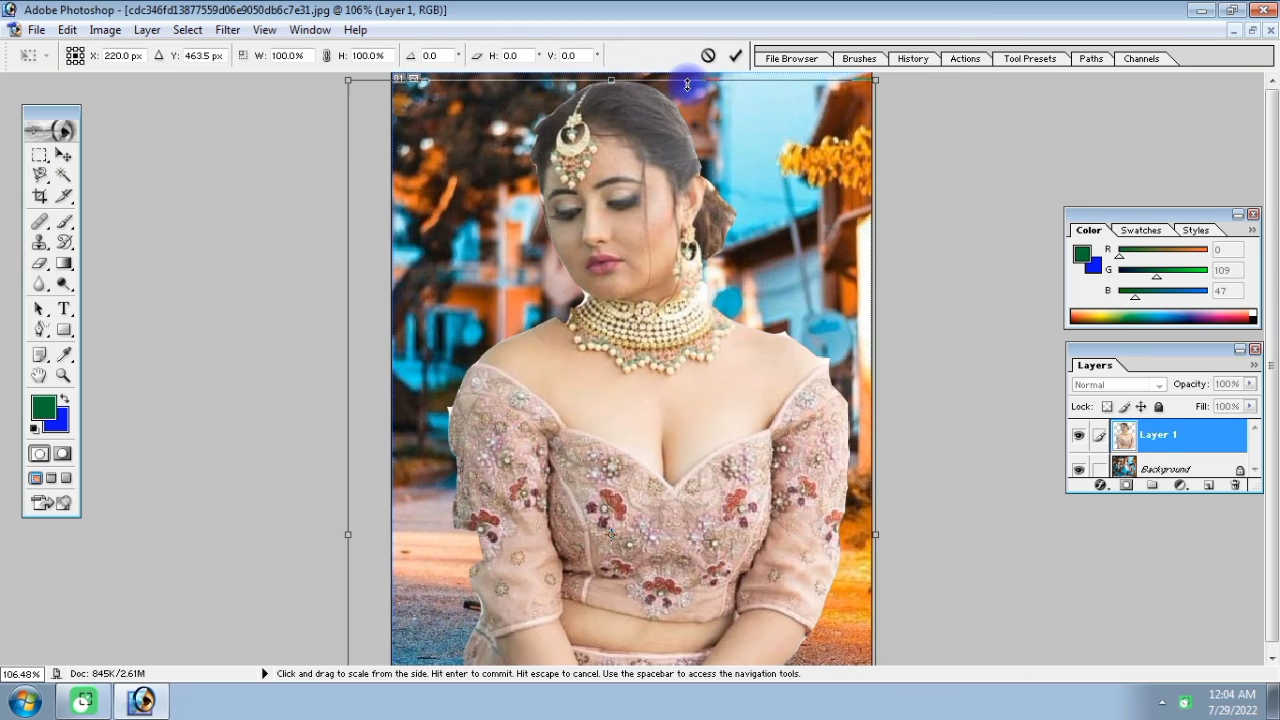 Adobe Photoshop - [cdc346fd13877559d06e9050db6c7e31.jpg @ 106% (Layer 1, RGB)]
File Edit Image Layer Select Filter View Window Help
X: 220.0 px Y: 463.5 px W: 100.0% H: 100.0% 0.0 ° H: 0.0 ° V: 0.0 °
File Browser Brushes History Actions Tool Presets Paths Channels
01
Color Swatches Styles
R 0
G 109
B 47
Layers
Normal Opacity: 100%
Lock: Fill: 100%
Layer 1
Background
T
106.48% Doc: 845K/2.61M Click and drag to scale from the side. Hit enter to commit. Hit escape to cancel. Use the spacebar to access the navigation tools.
12:04 AM
7/29/2022